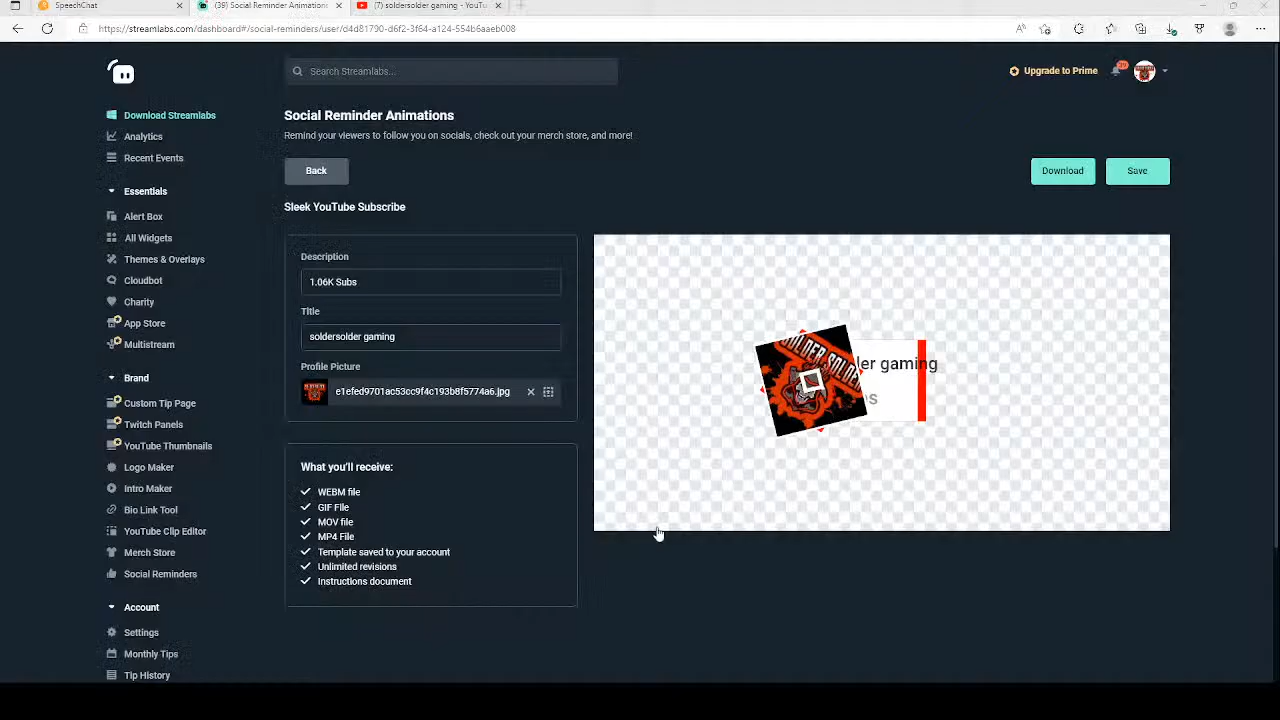 SpeechChat
(39) Social Reminder Animation
(7) soldersolder gaming - YouTu
https://streamlabs.com/dashboard#/social-reminders/user/d4d81790-d6f2-3f64-a124-554b6aaeb008
Search Streamlabs...
Upgrade to Prime
39
Download Streamlabs
Analytics
Recent Events
Essentials
Alert Box
All Widgets
Themes & Overlays
Cloudbot
Charity
App Store
Multistream
Brand
Custom Tip Page
Twitch Panels
YouTube Thumbnails
Logo Maker
Intro Maker
Bio Link Tool
YouTube Clip Editor
Merch Store
Social Reminders
Account
Settings
Monthly Tips
Tip History
Social Reminder Animations
Remind your viewers to follow you on socials, check out your merch store, and more!
Back
Download
Save
Sleek YouTube Subscribe
Description
1.06K Subs
Title
soldersolder gaming
Profile Picture
e1efed9701ac53cc9f4c193b8f5774a6.jpg
What you'll receive:
WEBM file
GIF File
MOV file
MP4 File
Template saved to your account
Unlimited revisions
Instructions document
SOLDER SOLDER
ler gaming